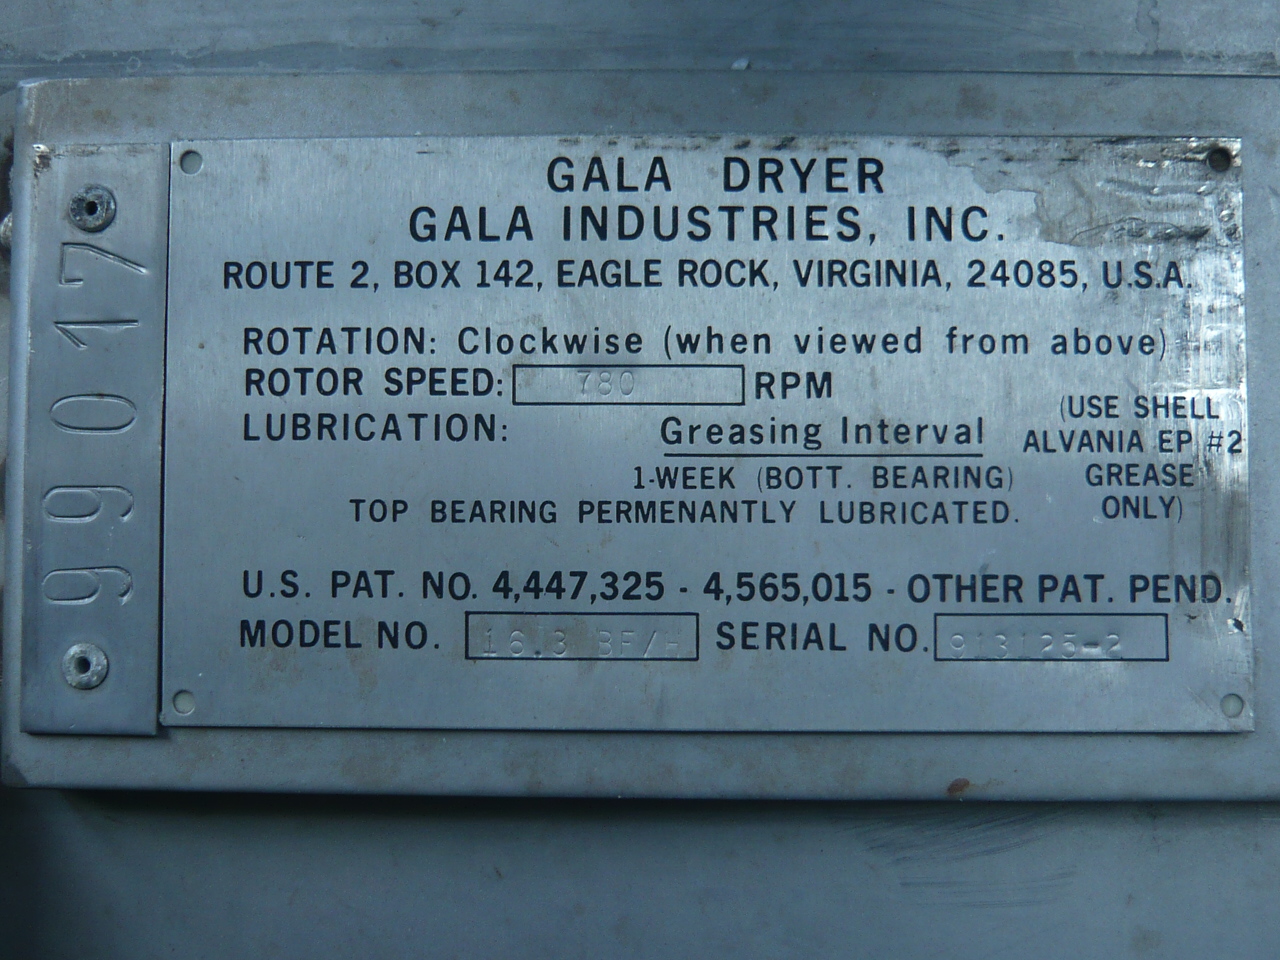 GALA DRYER
GALA INDUSTRIES, INC.
ROUTE 2, BOX 142, EAGLE ROCK, VIRGINIA, 24085, U.S.A.
ROTATION: Clockwise (when viewed from above)
ROTOR SPEED: 780 RPM
LUBRICATION: Greasing Interval
1-WEEK (BOTT. BEARING)
TOP BEARING PERMENANTLY LUBRICATED.
(USE SHELL
ALVANIA EP #2
GREASE
ONLY)
U.S. PAT. NO. 4,447,325 - 4,565,015 - OTHER PAT. PEND.
MODEL NO. 16.3 BF/H SERIAL NO. 913125-2
99017